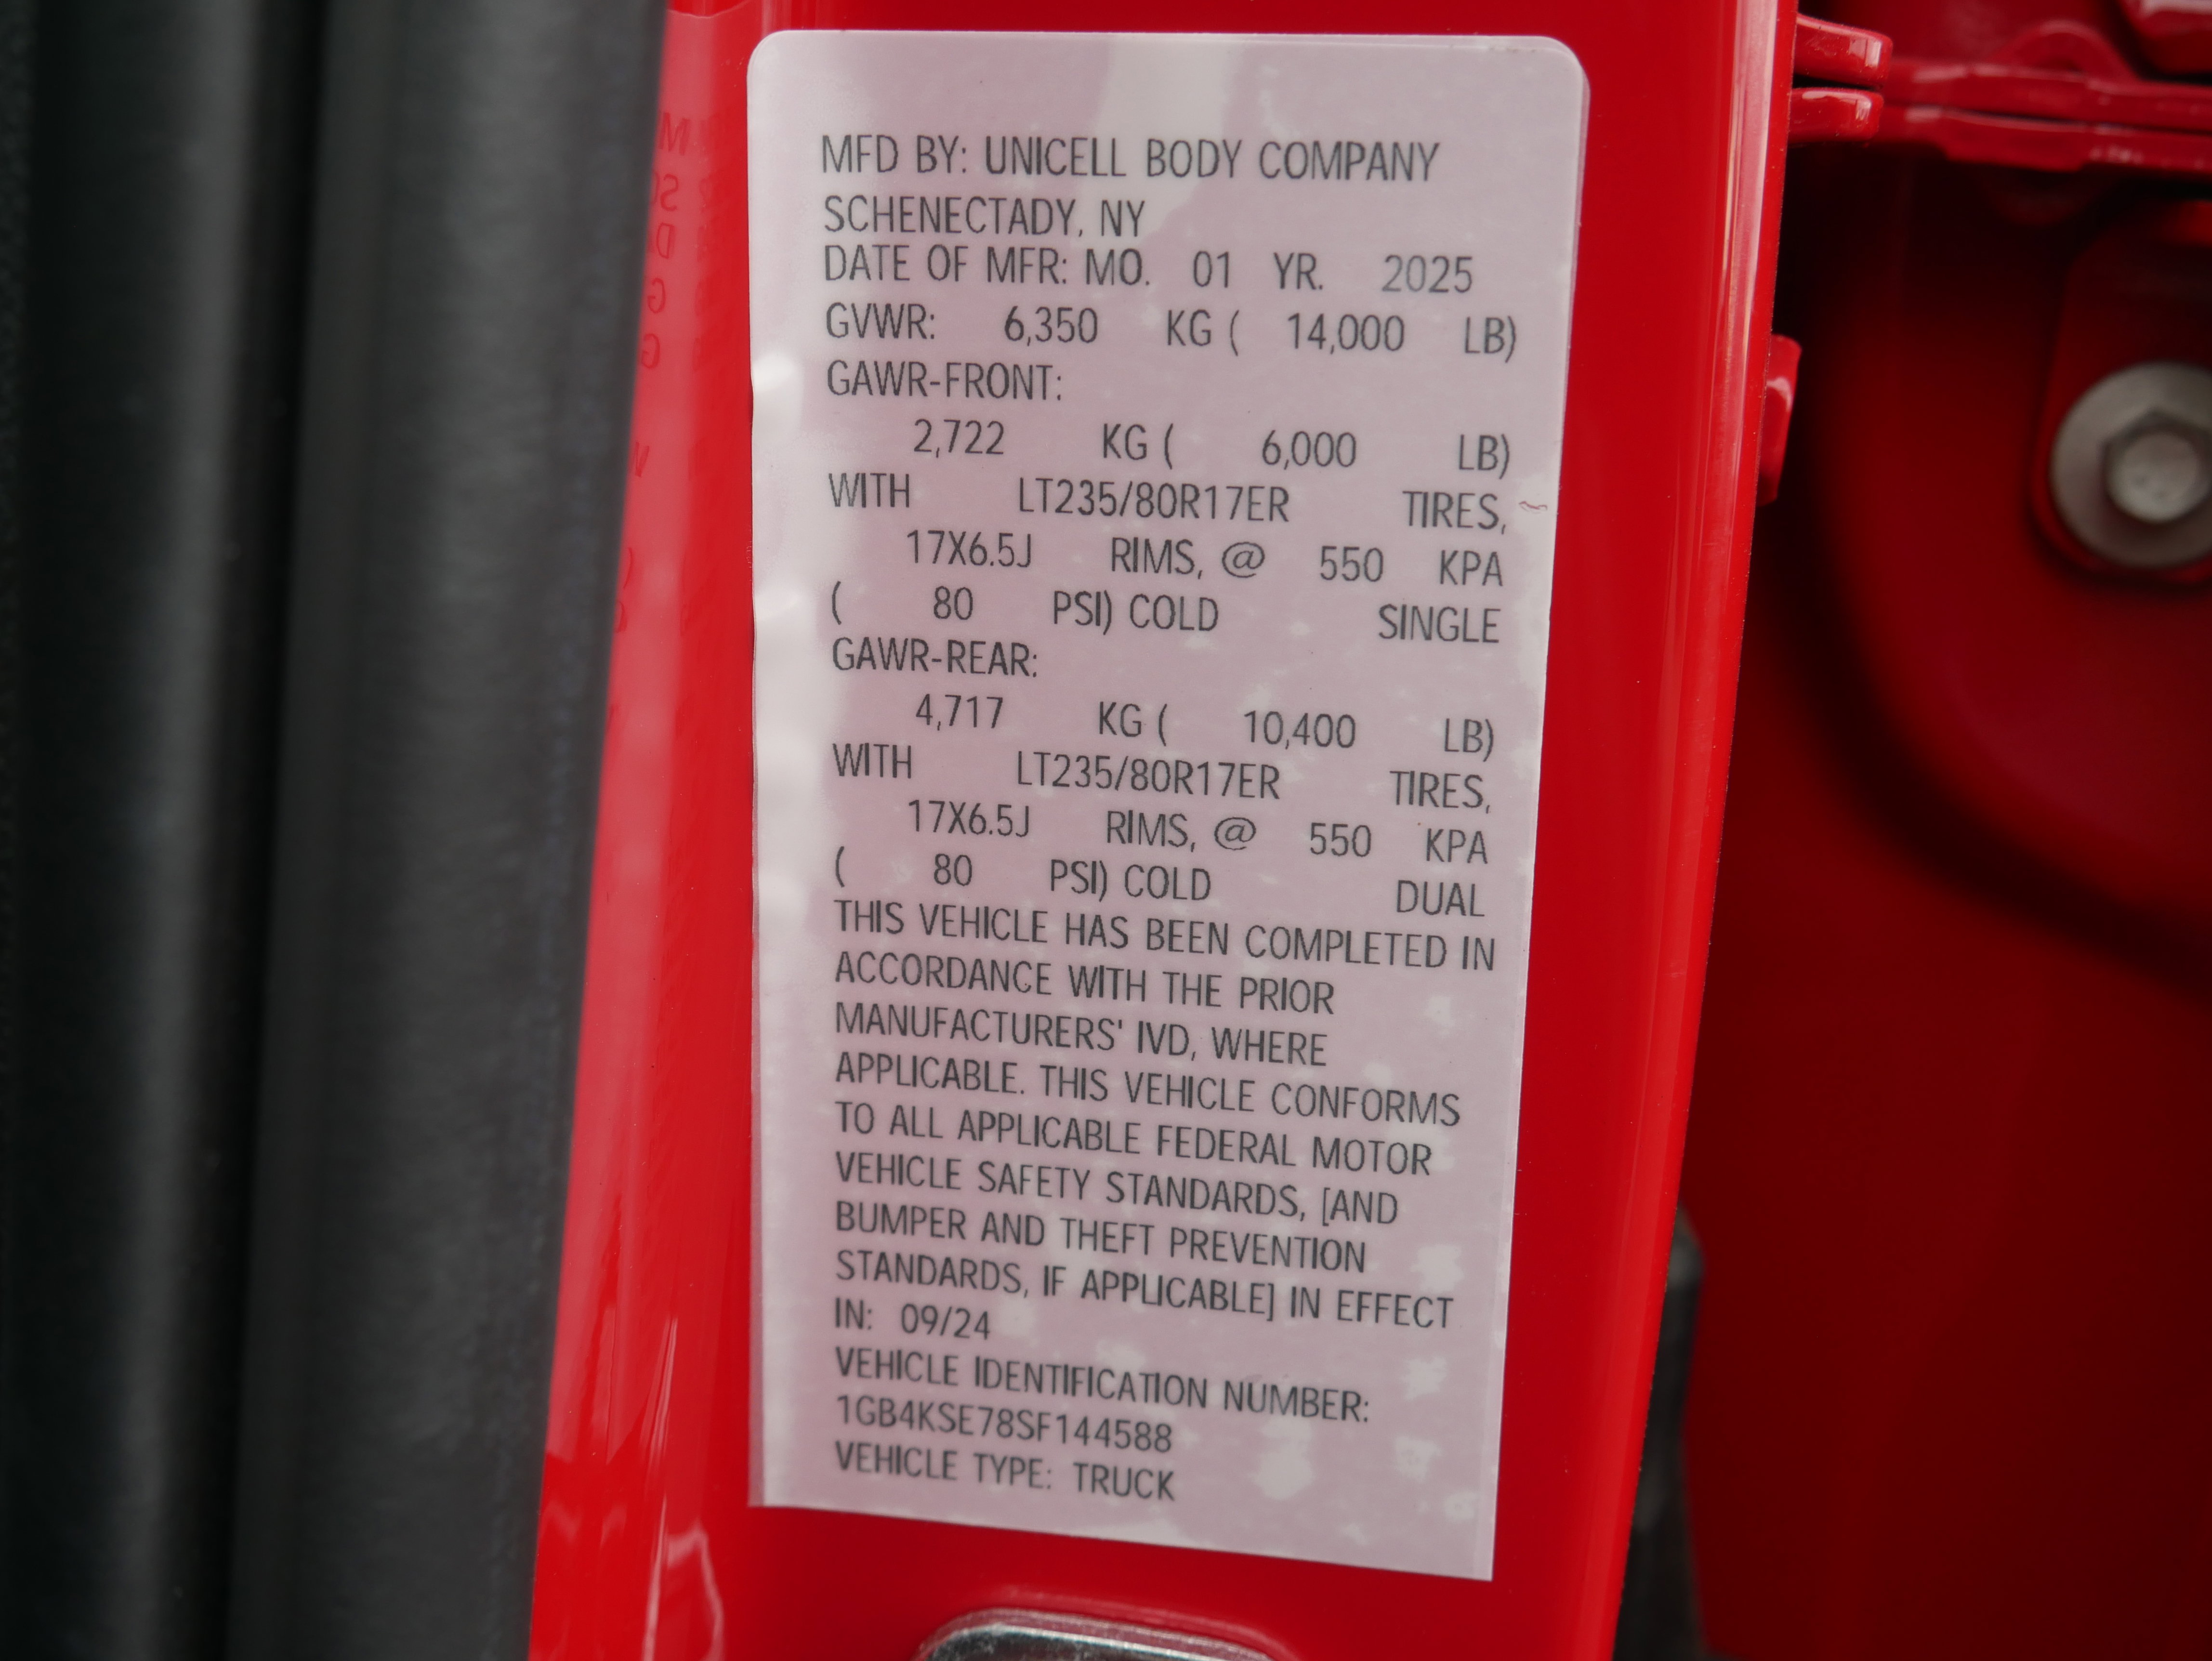 MFD BY: UNICELL BODY COMPANY
SCHENECTADY, NY
DATE OF MFR: MO. 01 YR. 2025
GVWR: 6,350 KG ( 14,000 LB)
GAWR-FRONT:
2,722 KG ( 6,000 LB)
WITH LT235/80R17ER TIRES,
17X6.5J RIMS, @ 550 KPA
( 80 PSI) COLD SINGLE
GAWR-REAR:
4,717 KG ( 10,400 LB)
WITH LT235/80R17ER TIRES,
17X6.5J RIMS, @ 550 KPA
( 80 PSI) COLD DUAL
THIS VEHICLE HAS BEEN COMPLETED IN
ACCORDANCE WITH THE PRIOR
MANUFACTURERS' IVD, WHERE
APPLICABLE. THIS VEHICLE CONFORMS
TO ALL APPLICABLE FEDERAL MOTOR
VEHICLE SAFETY STANDARDS, [AND
BUMPER AND THEFT PREVENTION
STANDARDS, IF APPLICABLE] IN EFFECT
IN: 09/24
VEHICLE IDENTIFICATION NUMBER:
1GB4KSE78SF144588
VEHICLE TYPE: TRUCK